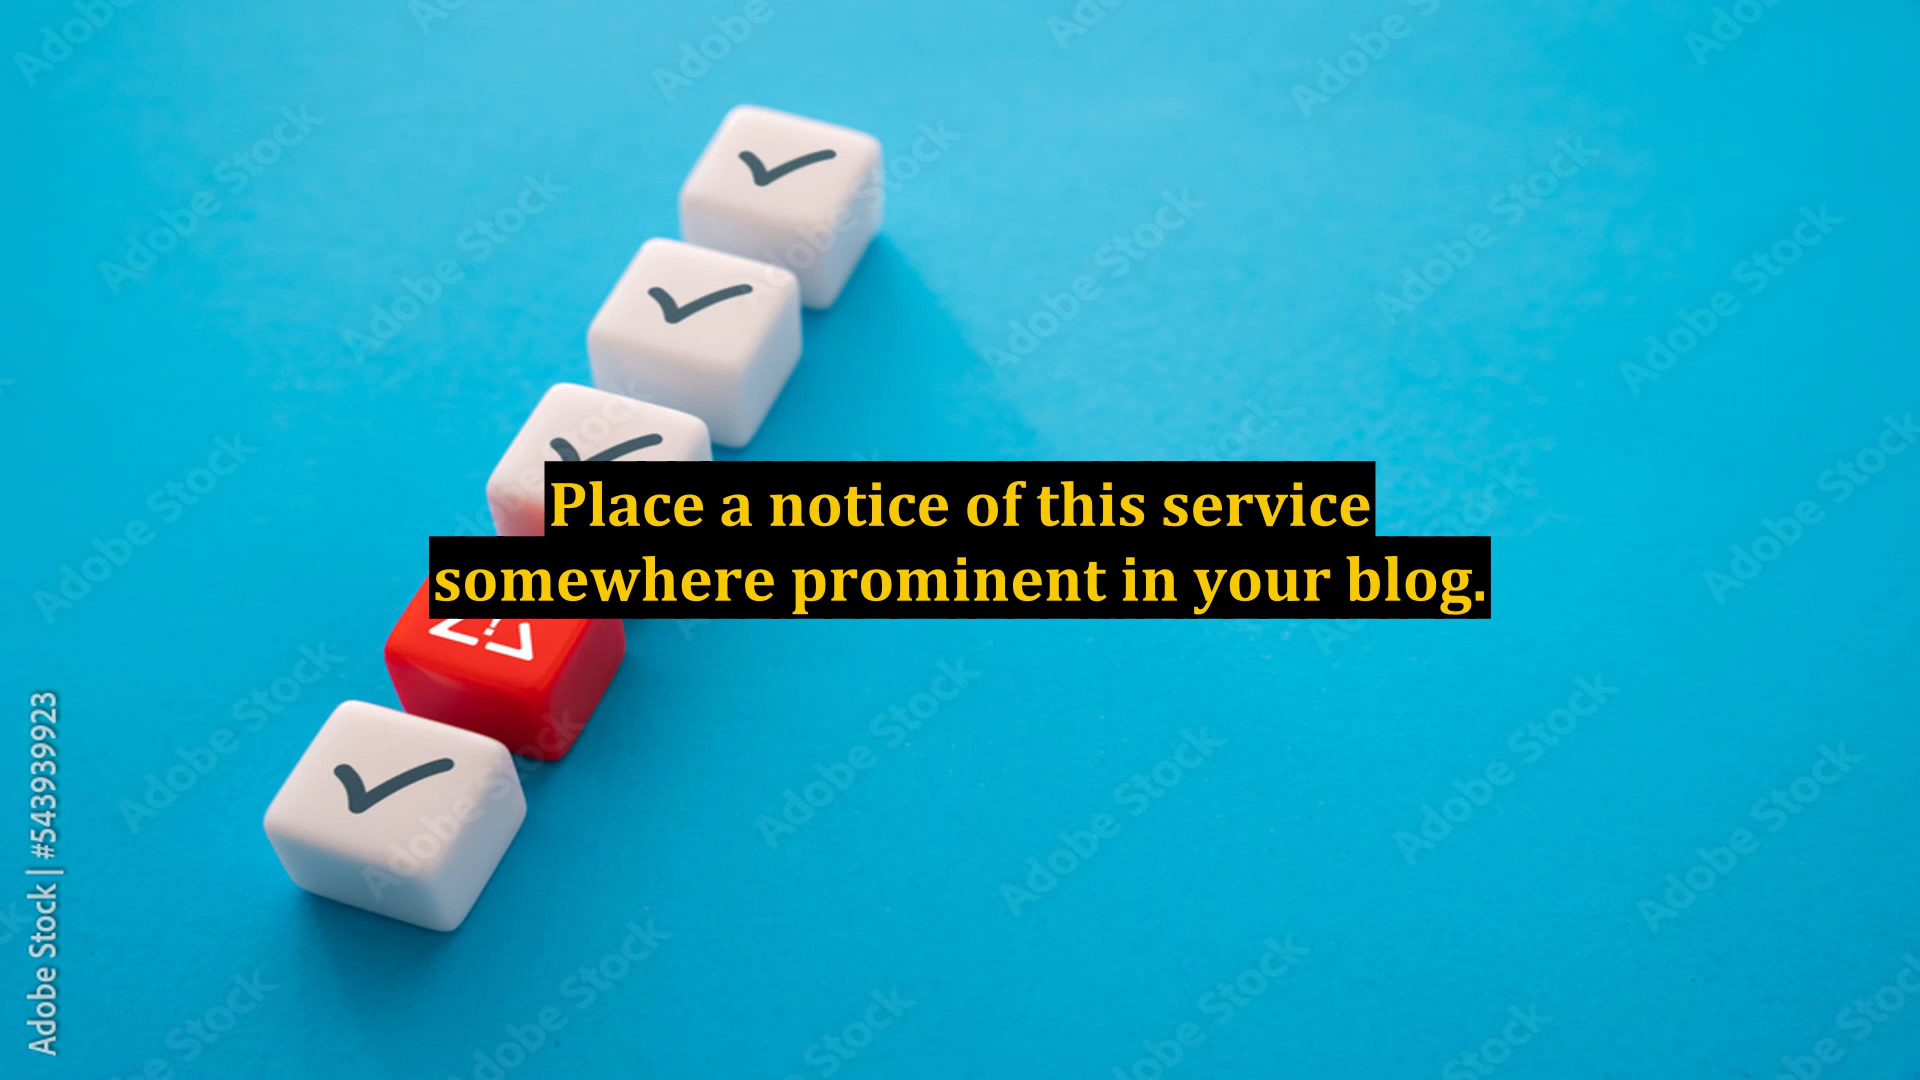 Place a notice of this service
somewhere prominent in your blog.
Adobe Stock | #543939923